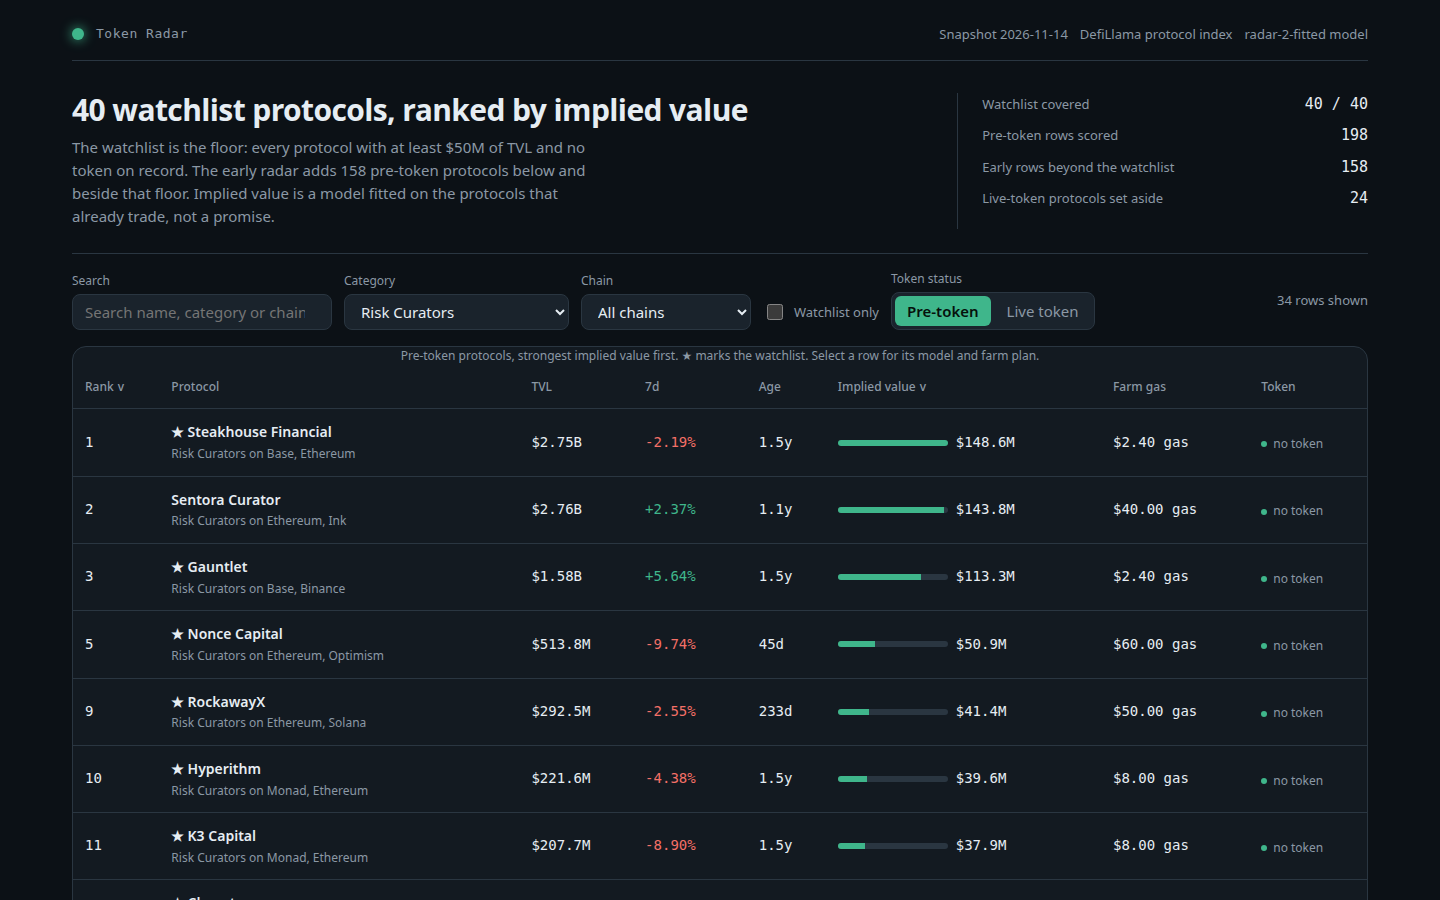 Token Radar
Snapshot 2026-11-14 DefiLlama protocol index radar-2-fitted model
40 watchlist protocols, ranked by implied value
The watchlist is the floor: every protocol with at least $50M of TVL and no
token on record. The early radar adds 158 pre-token protocols below and
beside that floor. Implied value is a model fitted on the protocols that
already trade, not a promise.
Watchlist covered 40 / 40
Pre-token rows scored 198
Early rows beyond the watchlist 158
Live-token protocols set aside 24
Search
Search name, category or chain
Category
Risk Curators
Chain
All chains
Watchlist only
Token status
Pre-token Live token
34 rows shown
Pre-token protocols, strongest implied value first. ★ marks the watchlist. Select a row for its model and farm plan.
Rank v Protocol TVL 7d Age Implied value v Farm gas Token
1 ★ Steakhouse Financial $2.75B -2.19% 1.5y $148.6M $2.40 gas no token
Risk Curators on Base, Ethereum
2 Sentora Curator $2.76B +2.37% 1.1y $143.8M $40.00 gas no token
Risk Curators on Ethereum, Ink
3 ★ Gauntlet $1.58B +5.64% 1.5y $113.3M $2.40 gas no token
Risk Curators on Base, Binance
5 ★ Nonce Capital $513.8M -9.74% 45d $50.9M $60.00 gas no token
Risk Curators on Ethereum, Optimism
9 ★ RockawayX $292.5M -2.55% 233d $41.4M $50.00 gas no token
Risk Curators on Ethereum, Solana
10 ★ Hyperithm $221.6M -4.38% 1.5y $39.6M $8.00 gas no token
Risk Curators on Monad, Ethereum
11 ★ K3 Capital $207.7M -8.90% 1.5y $37.9M $8.00 gas no token
Risk Curators on Monad, Ethereum